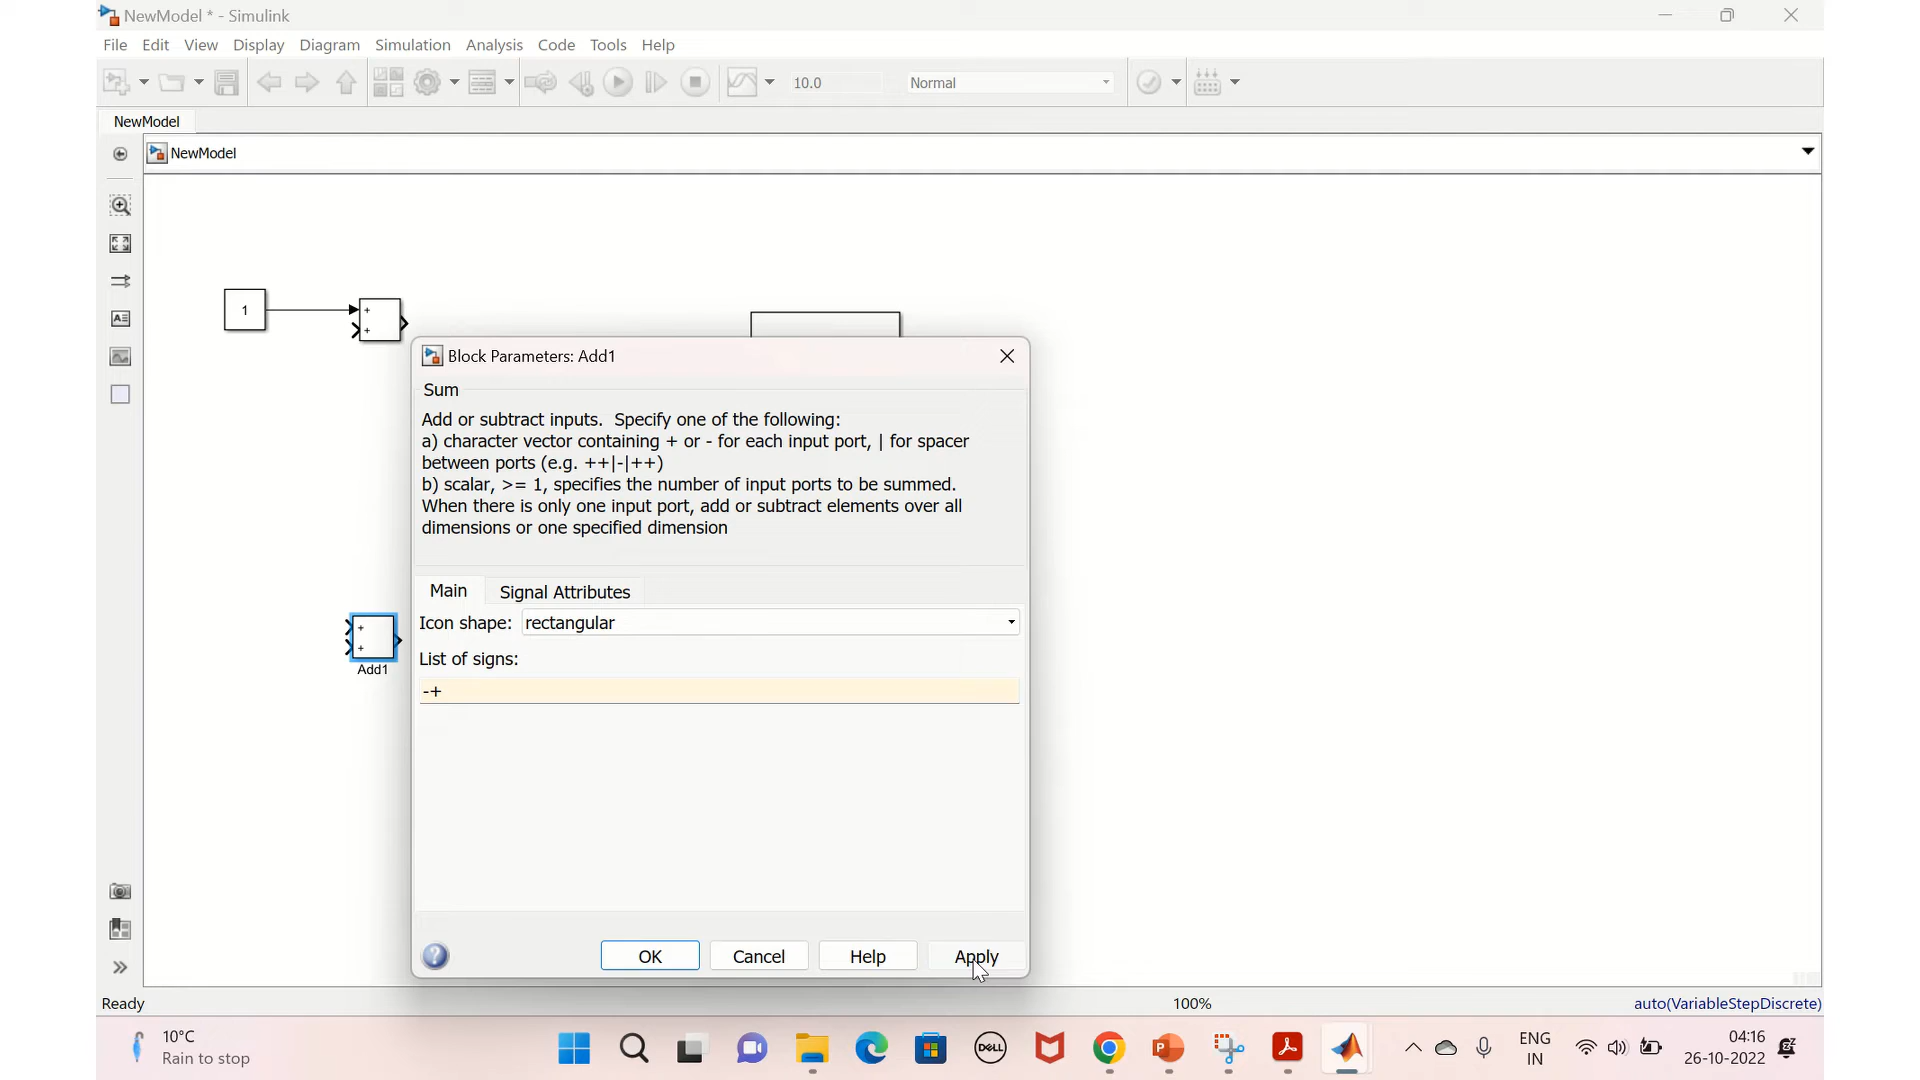 NewModel * - Simulink
File Edit View Display Diagram Simulation Analysis Code Tools Help
10.0 Normal
NewModel
NewModel
1
+
+
Block Parameters: Add1
Sum
Add or subtract inputs. Specify one of the following:
a) character vector containing + or - for each input port, | for spacer
between ports (e.g. ++|-|++)
b) scalar, >= 1, specifies the number of input ports to be summed.
When there is only one input port, add or subtract elements over all
dimensions or one specified dimension
Main Signal Attributes
Icon shape: rectangular
List of signs:
-+
+
+
Add1
OK Cancel Help Apply
Ready 100% auto(VariableStepDiscrete)
10°C
Rain to stop
DELL
ENG
IN
04:16
26-10-2022